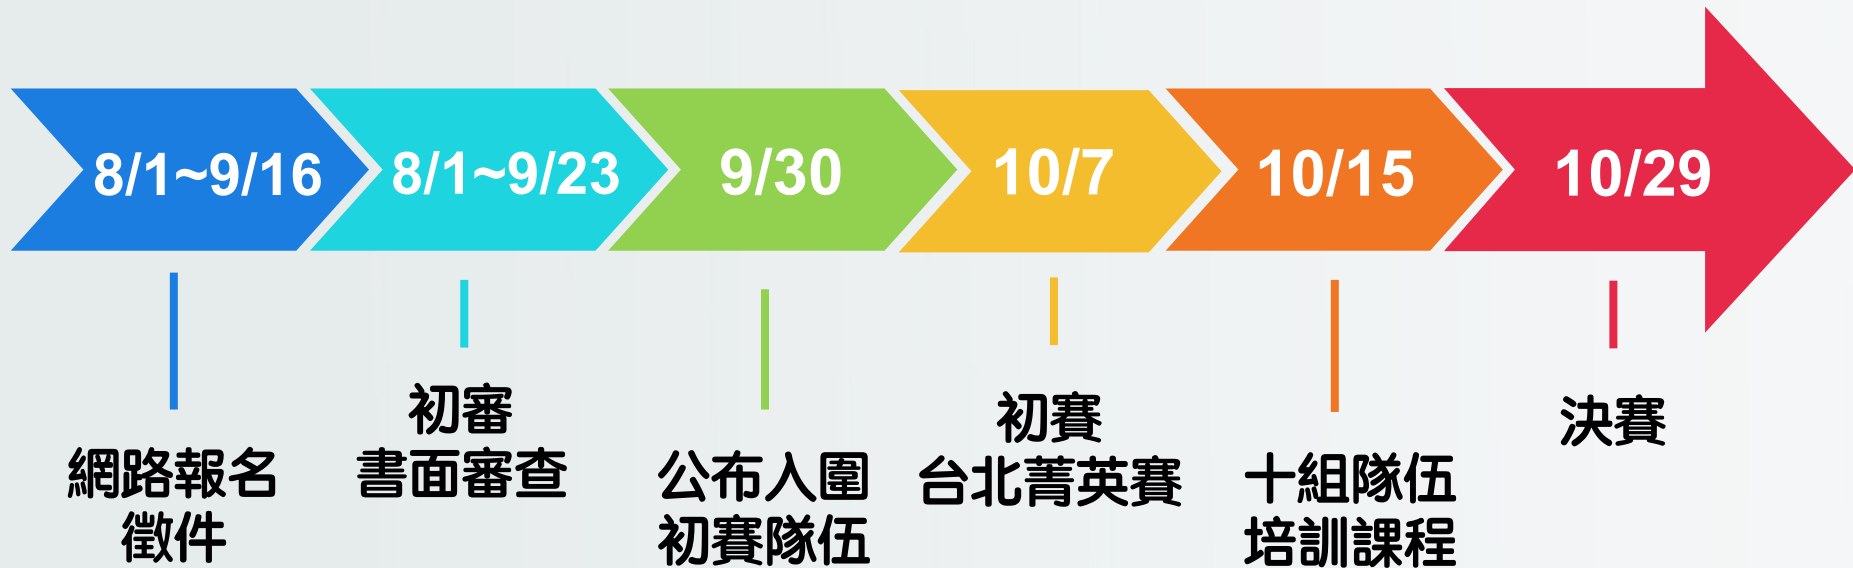 8/1~9/16
8/1~9/23
9/30
10/7
10/15
10/29
網路報名
徵件
初審
書面審查
公布入圍
初賽隊伍
初賽
台北菁英賽
十組隊伍
培訓課程
決賽